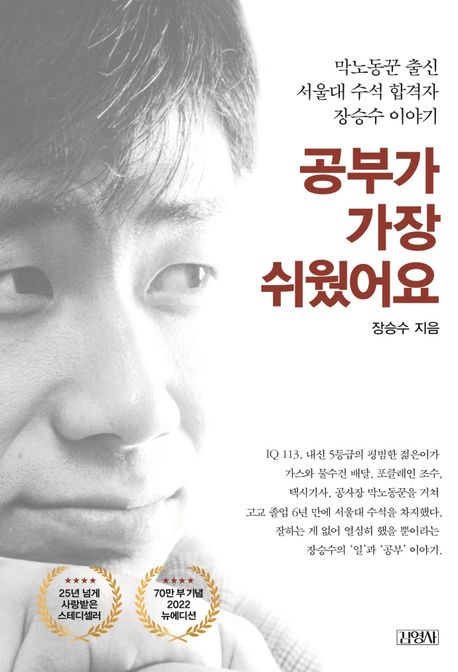 막노동꾼 출신
서울대 수석 합격자
장승수 이야기
공부가
가장
쉬웠어요
장승수 지음
IQ 113, 내신 5등급의 평범한 젊은이가
가스와 물수건 배달, 포클레인 조수,
택시기사, 공사장 막노동꾼을 거쳐
고교 졸업 6년 만에 서울대 수석을 차지했다.
잘하는 게 없어 열심히 했을 뿐이라는
장승수의 ‘일’과 ‘공부’ 이야기.
★★★★
25년 넘게
사랑받은
스테디셀러
★★★★
70만 부 기념
2022
뉴에디션
김영사